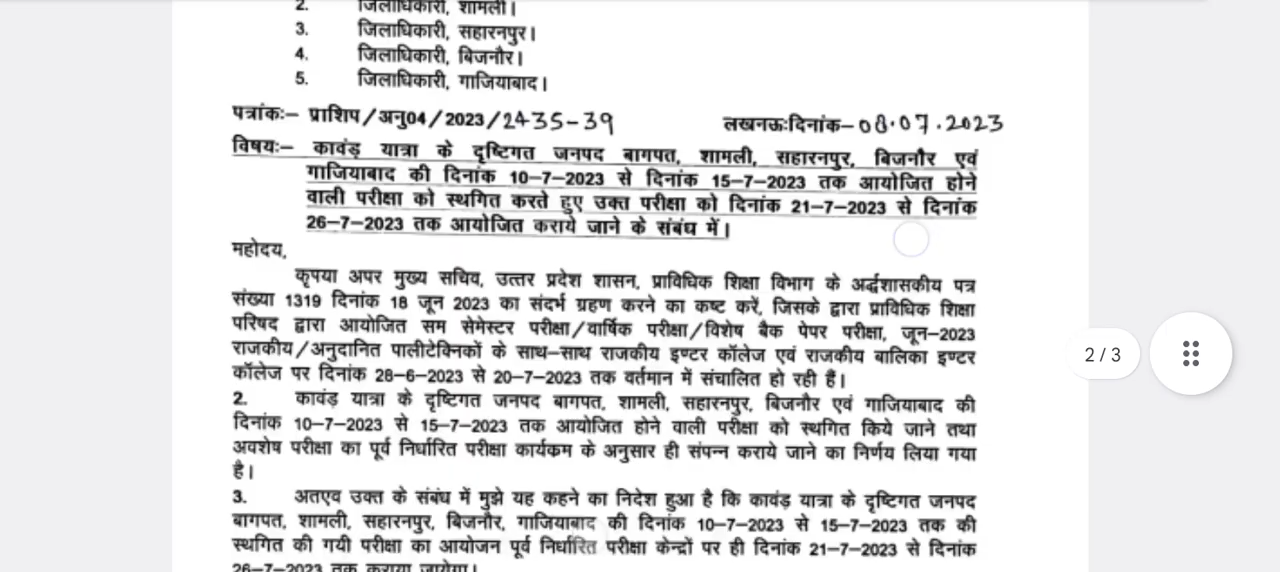 2. जिलाधिकारी, शामली।
3. जिलाधिकारी, सहारनपुर।
4. जिलाधिकारी, बिजनौर।
5. जिलाधिकारी, गाजियाबाद।
पत्रांकः– प्राशिप/अनु04/2023/2435-39 लखनऊःदिनांक–08.07.2023
विषयः– कावंड़ यात्रा के दृष्टिगत जनपद बागपत, शामली, सहारनपुर, बिजनौर एवं
गाजियाबाद की दिनांक 10–7–2023 से दिनांक 15–7–2023 तक आयोजित होने
वाली परीक्षा को स्थगित करते हुए उक्त परीक्षा को दिनांक 21–7–2023 से दिनांक
26–7–2023 तक आयोजित कराये जाने के संबंध में।
महोदय,
कृपया अपर मुख्य सचिव, उत्तर प्रदेश शासन, प्राविधिक शिक्षा विभाग के अर्द्धशासकीय पत्र
संख्या 1319 दिनांक 18 जून 2023 का संदर्भ ग्रहण करने का कष्ट करें, जिसके द्वारा प्राविधिक शिक्षा
परिषद द्वारा आयोजित सम सेमेस्टर परीक्षा/वार्षिक परीक्षा/विशेष बैक पेपर परीक्षा, जून–2023
राजकीय/अनुदानित पालीटेक्निकों के साथ–साथ राजकीय इण्टर कॉलेज एवं राजकीय बालिका इण्टर
कॉलेज पर दिनांक 28–6–2023 से 20–7–2023 तक वर्तमान में संचालित हो रही हैं।
2. कावंड़ यात्रा के दृष्टिगत जनपद बागपत, शामली, सहारनपुर, बिजनौर एवं गाजियाबाद की
दिनांक 10–7–2023 से 15–7–2023 तक आयोजित होने वाली परीक्षा को स्थगित किये जाने तथा
अवशेष परीक्षा का पूर्व निर्धारित परीक्षा कार्यकम के अनुसार ही संपन्न कराये जाने का निर्णय लिया गया
है।
3. अतएव उक्त के संबंध में मुझे यह कहने का निदेश हुआ है कि कावंड़ यात्रा के दृष्टिगत जनपद
बागपत, शामली, सहारनपुर, बिजनौर, गाजियाबाद की दिनांक 10–7–2023 से 15–7–2023 तक की
स्थगित की गयी परीक्षा का आयोजन पूर्व निर्धारित परीक्षा केन्द्रों पर ही दिनांक 21–7–2023 से दिनांक
26–7–2023 तक कराया जायेगा।
2 / 3